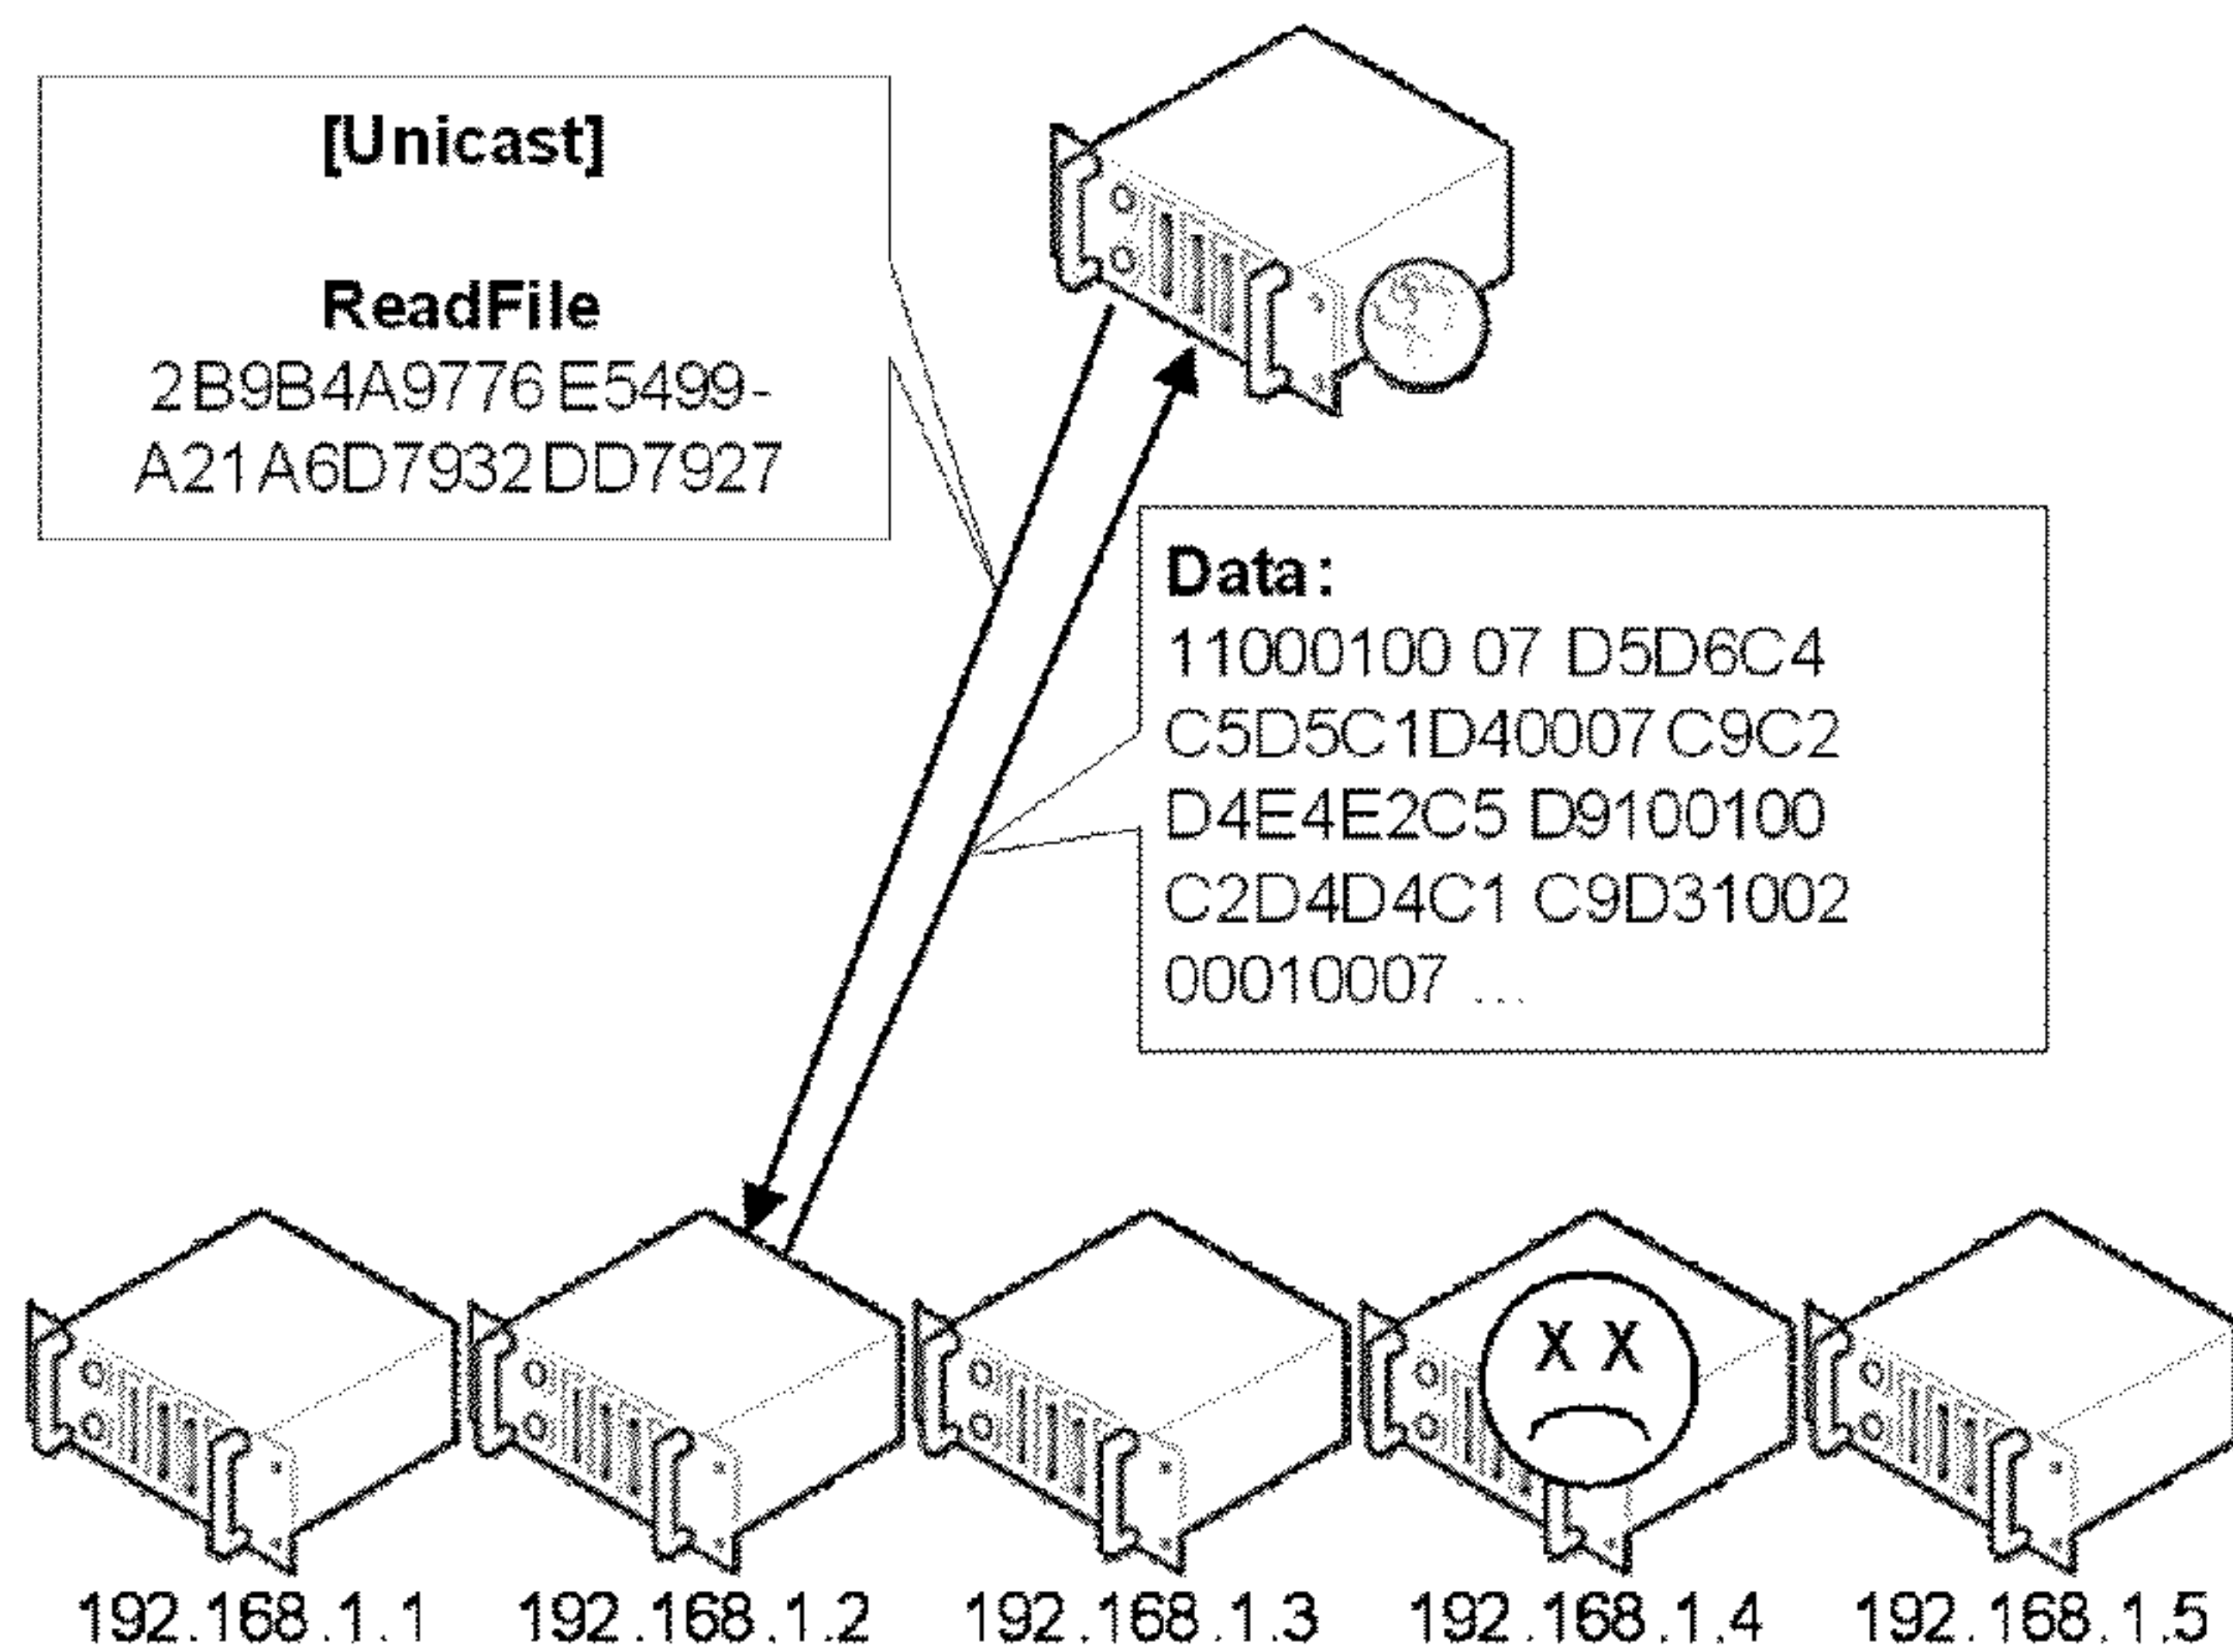 [Unicast]
ReadFile
2B9B4A9776E5499-
A21A6D7932DD7927
Data:
11000100 07 D5D6C4
C5D5C1D40007 C9C2
D4E4E2C5 D9100100
C2D4D4C1 C9D31002
00010007 ...
X X
192.168.1.1 192.168.1.2 192.168.1.3 192.168.1.4 192.168.1.5